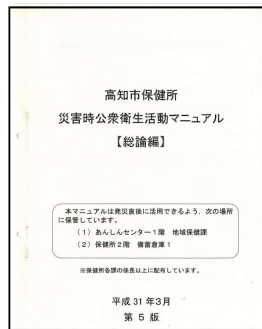 高知市保健所
災害時公衆衛生活動マニュアル
【総論編】
本マニュアルは発災直後に活用できるよう、次の場所
に保管しています。
(1)あんしんセンター1階 地域保健課
(2)保健所2階 備蓄倉庫1
※保健所各課の係長以上に配布しています。
平成31年3月
第5版